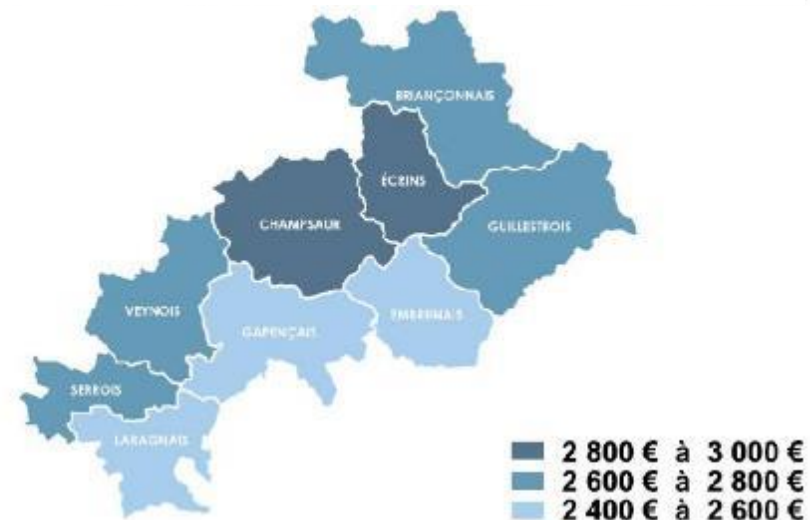 BRIANÇONNAIS
ÉCRINS
CHAMPSAUR
GUILLESTROIS
VEYNOIS
EMBRUNAIS
GAPENÇAIS
SERROIS
LARAGNAIS
2 800 € à 3 000 €
2 600 € à 2 800 €
2 400 € à 2 600 €